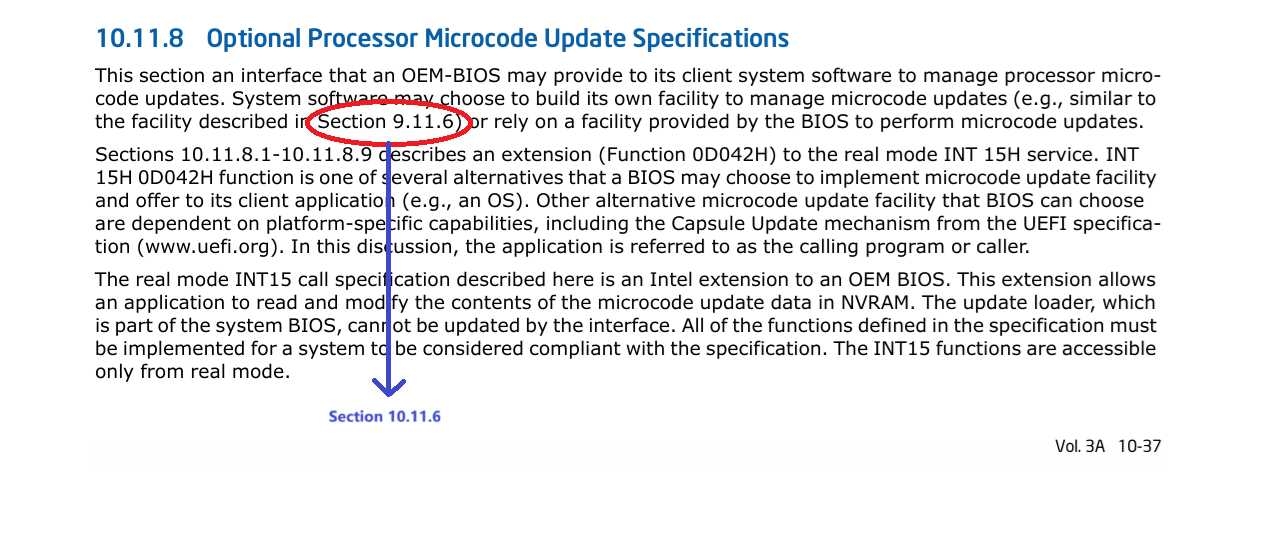 10.11.8 Optional Processor Microcode Update Specifications
This section an interface that an OEM-BIOS may provide to its client system software to manage processor micro-
code updates. System software may choose to build its own facility to manage microcode updates (e.g., similar to
the facility described in Section 9.11.6) or rely on a facility provided by the BIOS to perform microcode updates.
Sections 10.11.8.1-10.11.8.9 describes an extension (Function 0D042H) to the real mode INT 15H service. INT
15H 0D042H function is one of several alternatives that a BIOS may choose to implement microcode update facility
and offer to its client application (e.g., an OS). Other alternative microcode update facility that BIOS can choose
are dependent on platform-specific capabilities, including the Capsule Update mechanism from the UEFI specifica-
tion (www.uefi.org). In this discussion, the application is referred to as the calling program or caller.
The real mode INT15 call specification described here is an Intel extension to an OEM BIOS. This extension allows
an application to read and modify the contents of the microcode update data in NVRAM. The update loader, which
is part of the system BIOS, cannot be updated by the interface. All of the functions defined in the specification must
be implemented for a system to be considered compliant with the specification. The INT15 functions are accessible
only from real mode.
Section 10.11.6
Vol. 3A 10-37